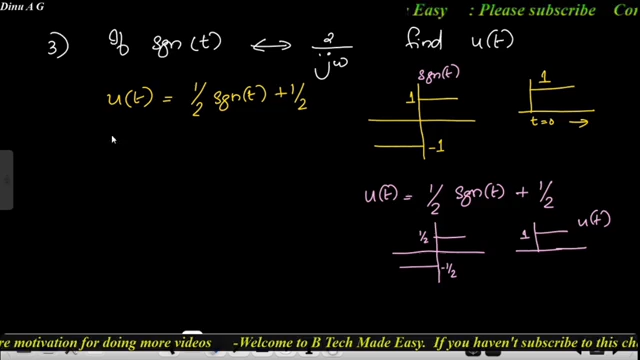 Dinu A G
Easy : Please subscribe Com
3) If sgn(t) ↔ 2/jω find u(t)
u(t) = 1/2 sgn(t) + 1/2
sgn(t)
1
-1
1
t=0 →
u(t) = 1/2 sgn(t) + 1/2
1/2
-1/2
1
u(t)
re motivation for doing more videos -Welcome to B Tech Made Easy. If you haven't subscribe to this ch